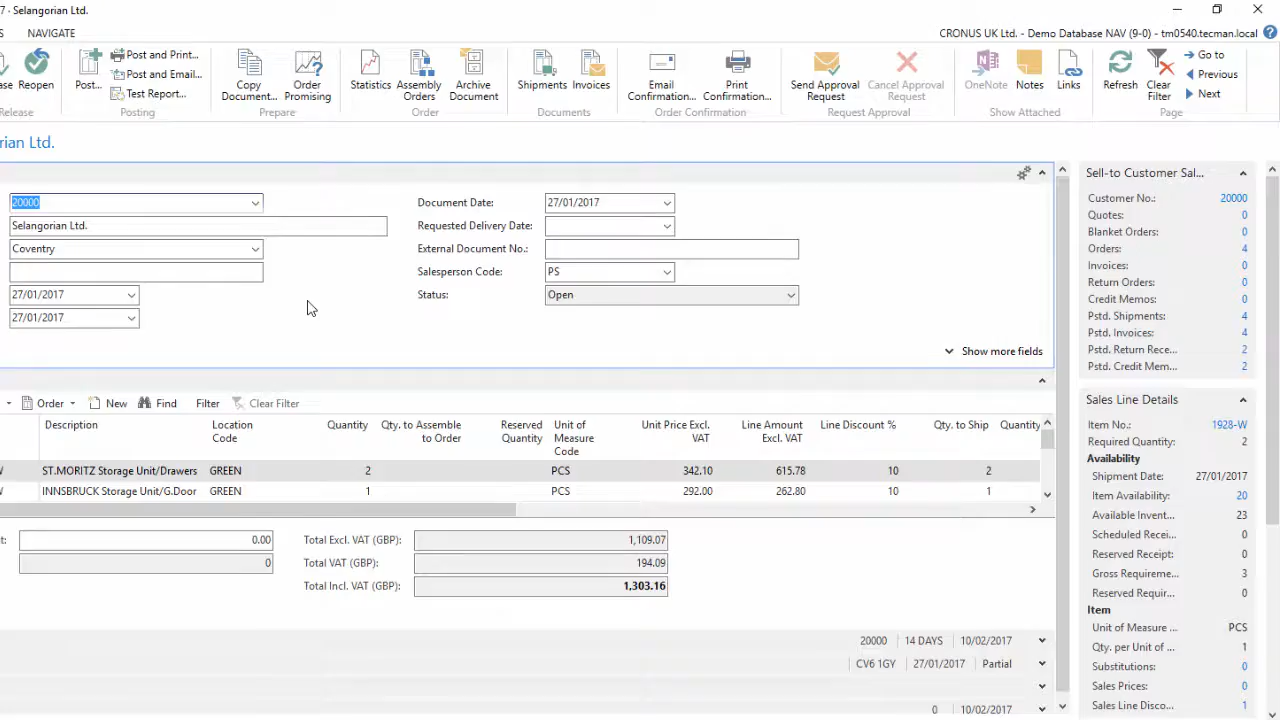 7 - Selangorian Ltd.
S NAVIGATE
CRONUS UK Ltd. - Demo Database NAV (9-0) - tm0540.tecman.local
ase Reopen
Release
Post...
Post and Print...
Post and Email...
Test Report...
Posting
Copy Document...
Order Promising
Prepare
Statistics
Assembly Orders
Archive Document
Order
Shipments
Invoices
Documents
Email Confirmation...
Print Confirmation...
Order Confirmation
Send Approval Request
Cancel Approval Request
Request Approval
OneNote
Notes
Links
Show Attached
Refresh
Clear Filter
Go to
Previous
Next
Page
rian Ltd.
20000
Selangorian Ltd.
Coventry
27/01/2017
27/01/2017
Document Date: 27/01/2017
Requested Delivery Date:
External Document No.:
Salesperson Code: PS
Status: Open
Show more fields
Order New Find Filter Clear Filter
Description Location Code Quantity Qty. to Assemble to Order Reserved Quantity Unit of Measure Code Unit Price Excl. VAT Line Amount Excl. VAT Line Discount % Qty. to Ship Quantity
W ST.MORITZ Storage Unit/Drawers GREEN 2 PCS 342.10 615.78 10 2
W INNSBRUCK Storage Unit/G.Door GREEN 1 PCS 292.00 262.80 10 1
t: 0.00
0
Total Excl. VAT (GBP): 1,109.07
Total VAT (GBP): 194.09
Total Incl. VAT (GBP): 1,303.16
20000 14 DAYS 10/02/2017
CV6 1GY 27/01/2017 Partial
0 10/02/2017
Sell-to Customer Sal...
Customer No.: 20000
Quotes: 0
Blanket Orders: 0
Orders: 4
Invoices: 0
Return Orders: 0
Credit Memos: 0
Pstd. Shipments: 4
Pstd. Invoices: 4
Pstd. Return Rece... 2
Pstd. Credit Mem... 2
Sales Line Details
Item No.: 1928-W
Required Quantity: 2
Availability
Shipment Date: 27/01/2017
Item Availability: 20
Available Invent... 23
Scheduled Recei... 0
Reserved Receipt: 0
Gross Requireme... 3
Reserved Requir... 0
Item
Unit of Measure ... PCS
Qty. per Unit of ... 1
Substitutions: 0
Sales Prices: 0
Sales Line Disco... 1